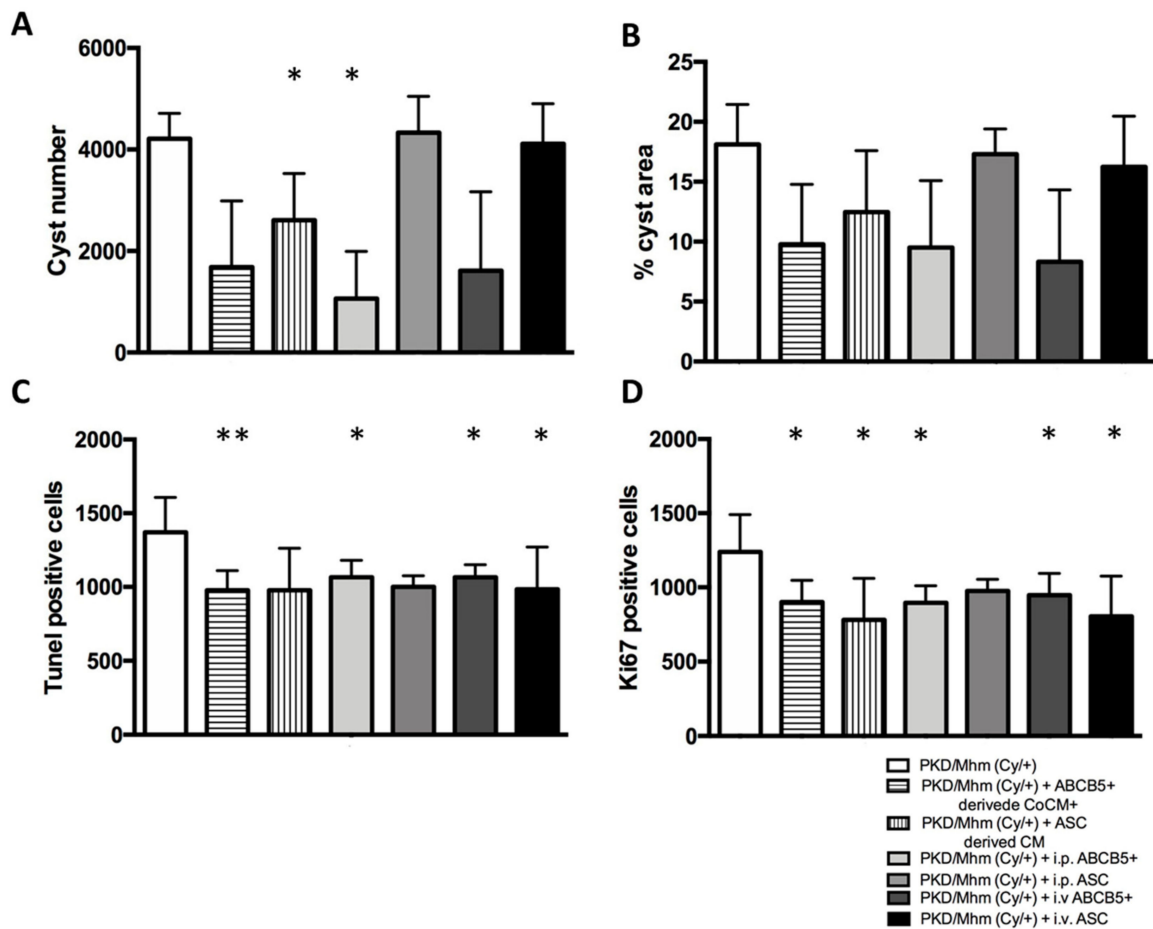 A
Cyst number
6000
4000
2000
0
* *
B
% cyst area
25
20
15
10
5
0
C
Tunel positive cells
2000
1500
1000
500
0
** * * *
D
Ki67 positive cells
2000
1500
1000
500
0
* * * * *
PKD/Mhm (Cy/+)
PKD/Mhm (Cy/+) + ABCB5+
derivede CoCM+
PKD/Mhm (Cy/+) + ASC
derived CM
PKD/Mhm (Cy/+) + i.p. ABCB5+
PKD/Mhm (Cy/+) + i.p. ASC
PKD/Mhm (Cy/+) + i.v ABCB5+
PKD/Mhm (Cy/+) + i.v. ASC